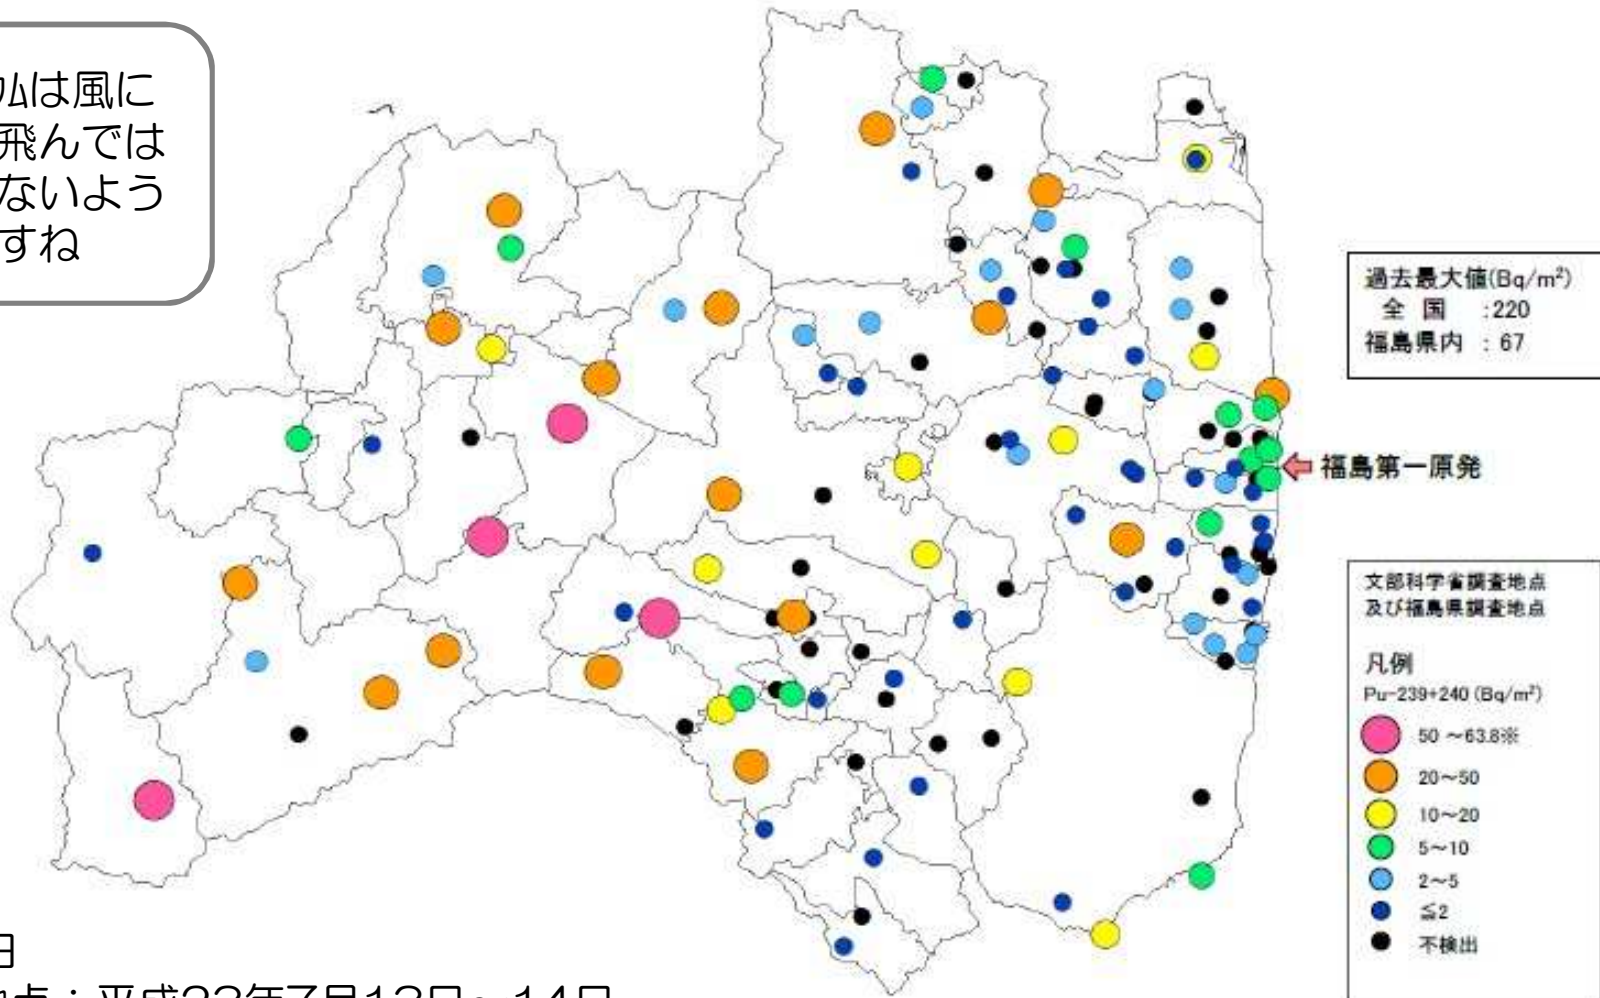 ﾑは風に
飛んでは
ないよう
すね
過去最大値(Bq/m²)
全 国 :220
福島県内 : 67
福島第一原発
文部科学省調査地点
及び福島県調査地点
凡例
Pu-239+240 (Bq/m²)
50 ~63.8※
20~50
10~20
5~10
2~5
≦2
不検出
日